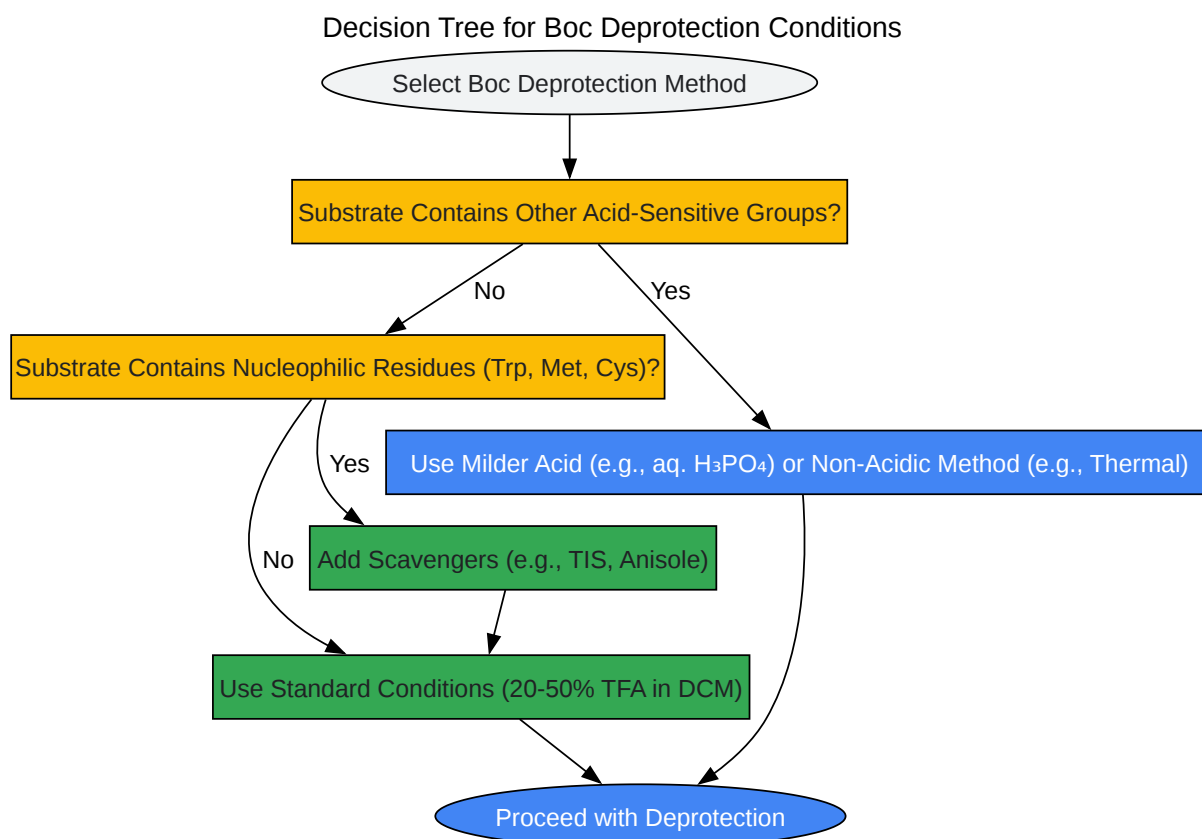 Decision Tree for Boc Deprotection Conditions
Select Boc Deprotection Method
Substrate Contains Other Acid-Sensitive Groups?
No
Yes
Substrate Contains Nucleophilic Residues (Trp, Met, Cys)?
Use Milder Acid (e.g., aq. H₃PO₄) or Non-Acidic Method (e.g., Thermal)
Yes
No
Add Scavengers (e.g., TIS, Anisole)
Use Standard Conditions (20-50% TFA in DCM)
Proceed with Deprotection